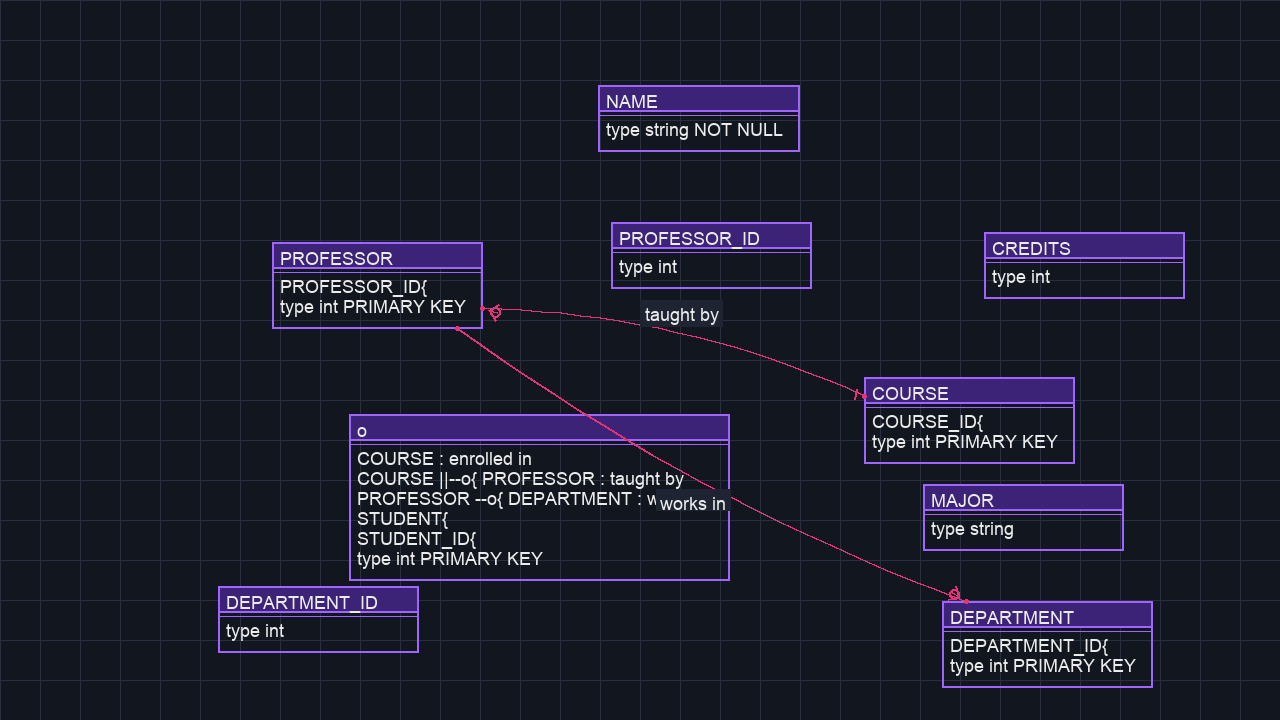 NAME
type string NOT NULL
PROFESSOR_ID
type int
CREDITS
type int
PROFESSOR
PROFESSOR_ID{
type int PRIMARY KEY
taught by
COURSE
COURSE_ID{
type int PRIMARY KEY
o
COURSE : enrolled in
COURSE ||--o{ PROFESSOR : taught by
PROFESSOR --o{ DEPARTMENT :
STUDENT{
STUDENT_ID{
type int PRIMARY KEY
works in
MAJOR
type string
DEPARTMENT_ID
type int
DEPARTMENT
DEPARTMENT_ID{
type int PRIMARY KEY